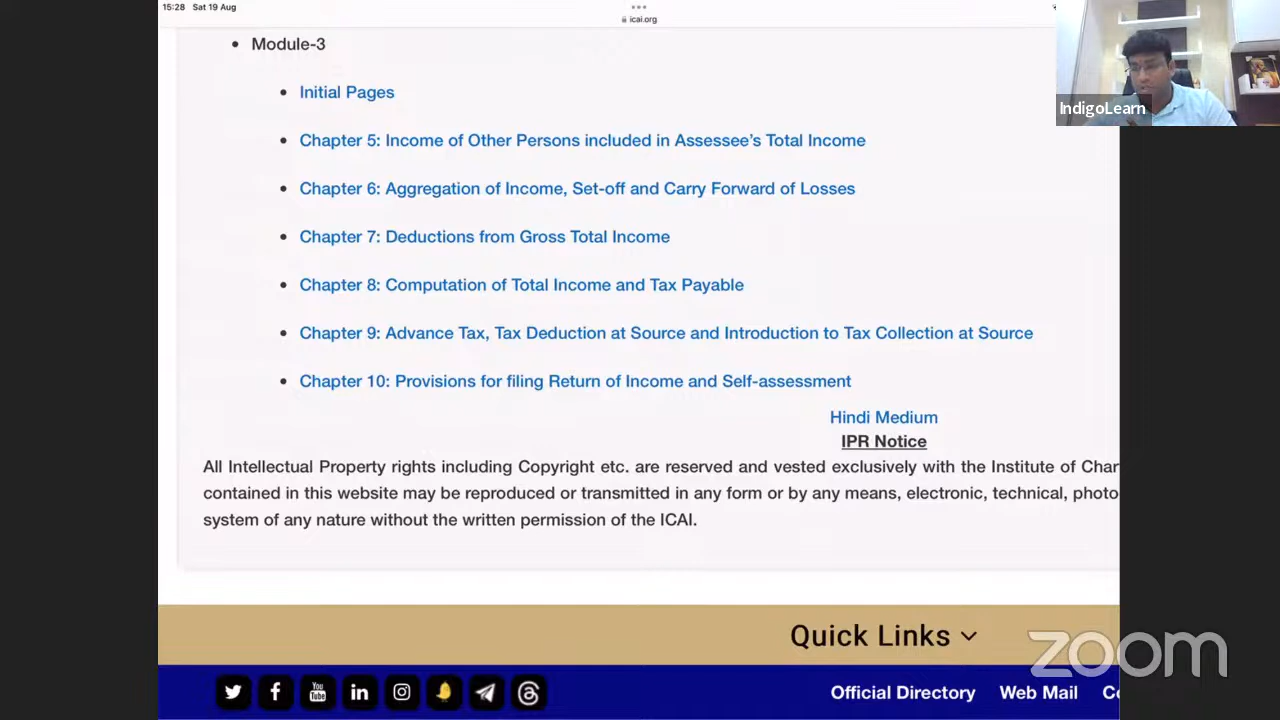 15:28 Sat 19 Aug
icai.org
IndigoLearn
Module-3
Initial Pages
Chapter 5: Income of Other Persons included in Assessee's Total Income
Chapter 6: Aggregation of Income, Set-off and Carry Forward of Losses
Chapter 7: Deductions from Gross Total Income
Chapter 8: Computation of Total Income and Tax Payable
Chapter 9: Advance Tax, Tax Deduction at Source and Introduction to Tax Collection at Source
Chapter 10: Provisions for filing Return of Income and Self-assessment
Hindi Medium
IPR Notice
All Intellectual Property rights including Copyright etc. are reserved and vested exclusively with the Institute of Char
contained in this website may be reproduced or transmitted in any form or by any means, electronic, technical, photo
system of any nature without the written permission of the ICAI.
Quick Links
zoom
You Tube
in
Official Directory Web Mail Co